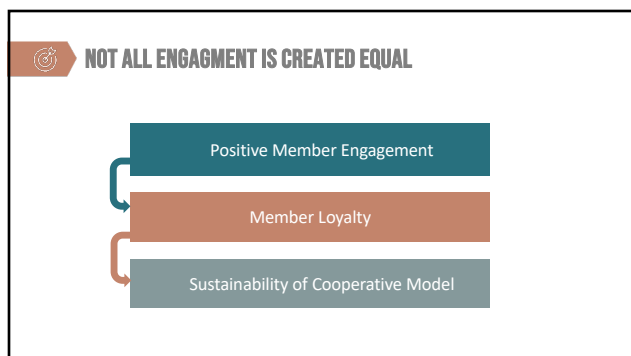 NOT ALL ENGAGMENT IS CREATED EQUAL
Positive Member Engagement
Member Loyalty
Sustainability of Cooperative Model